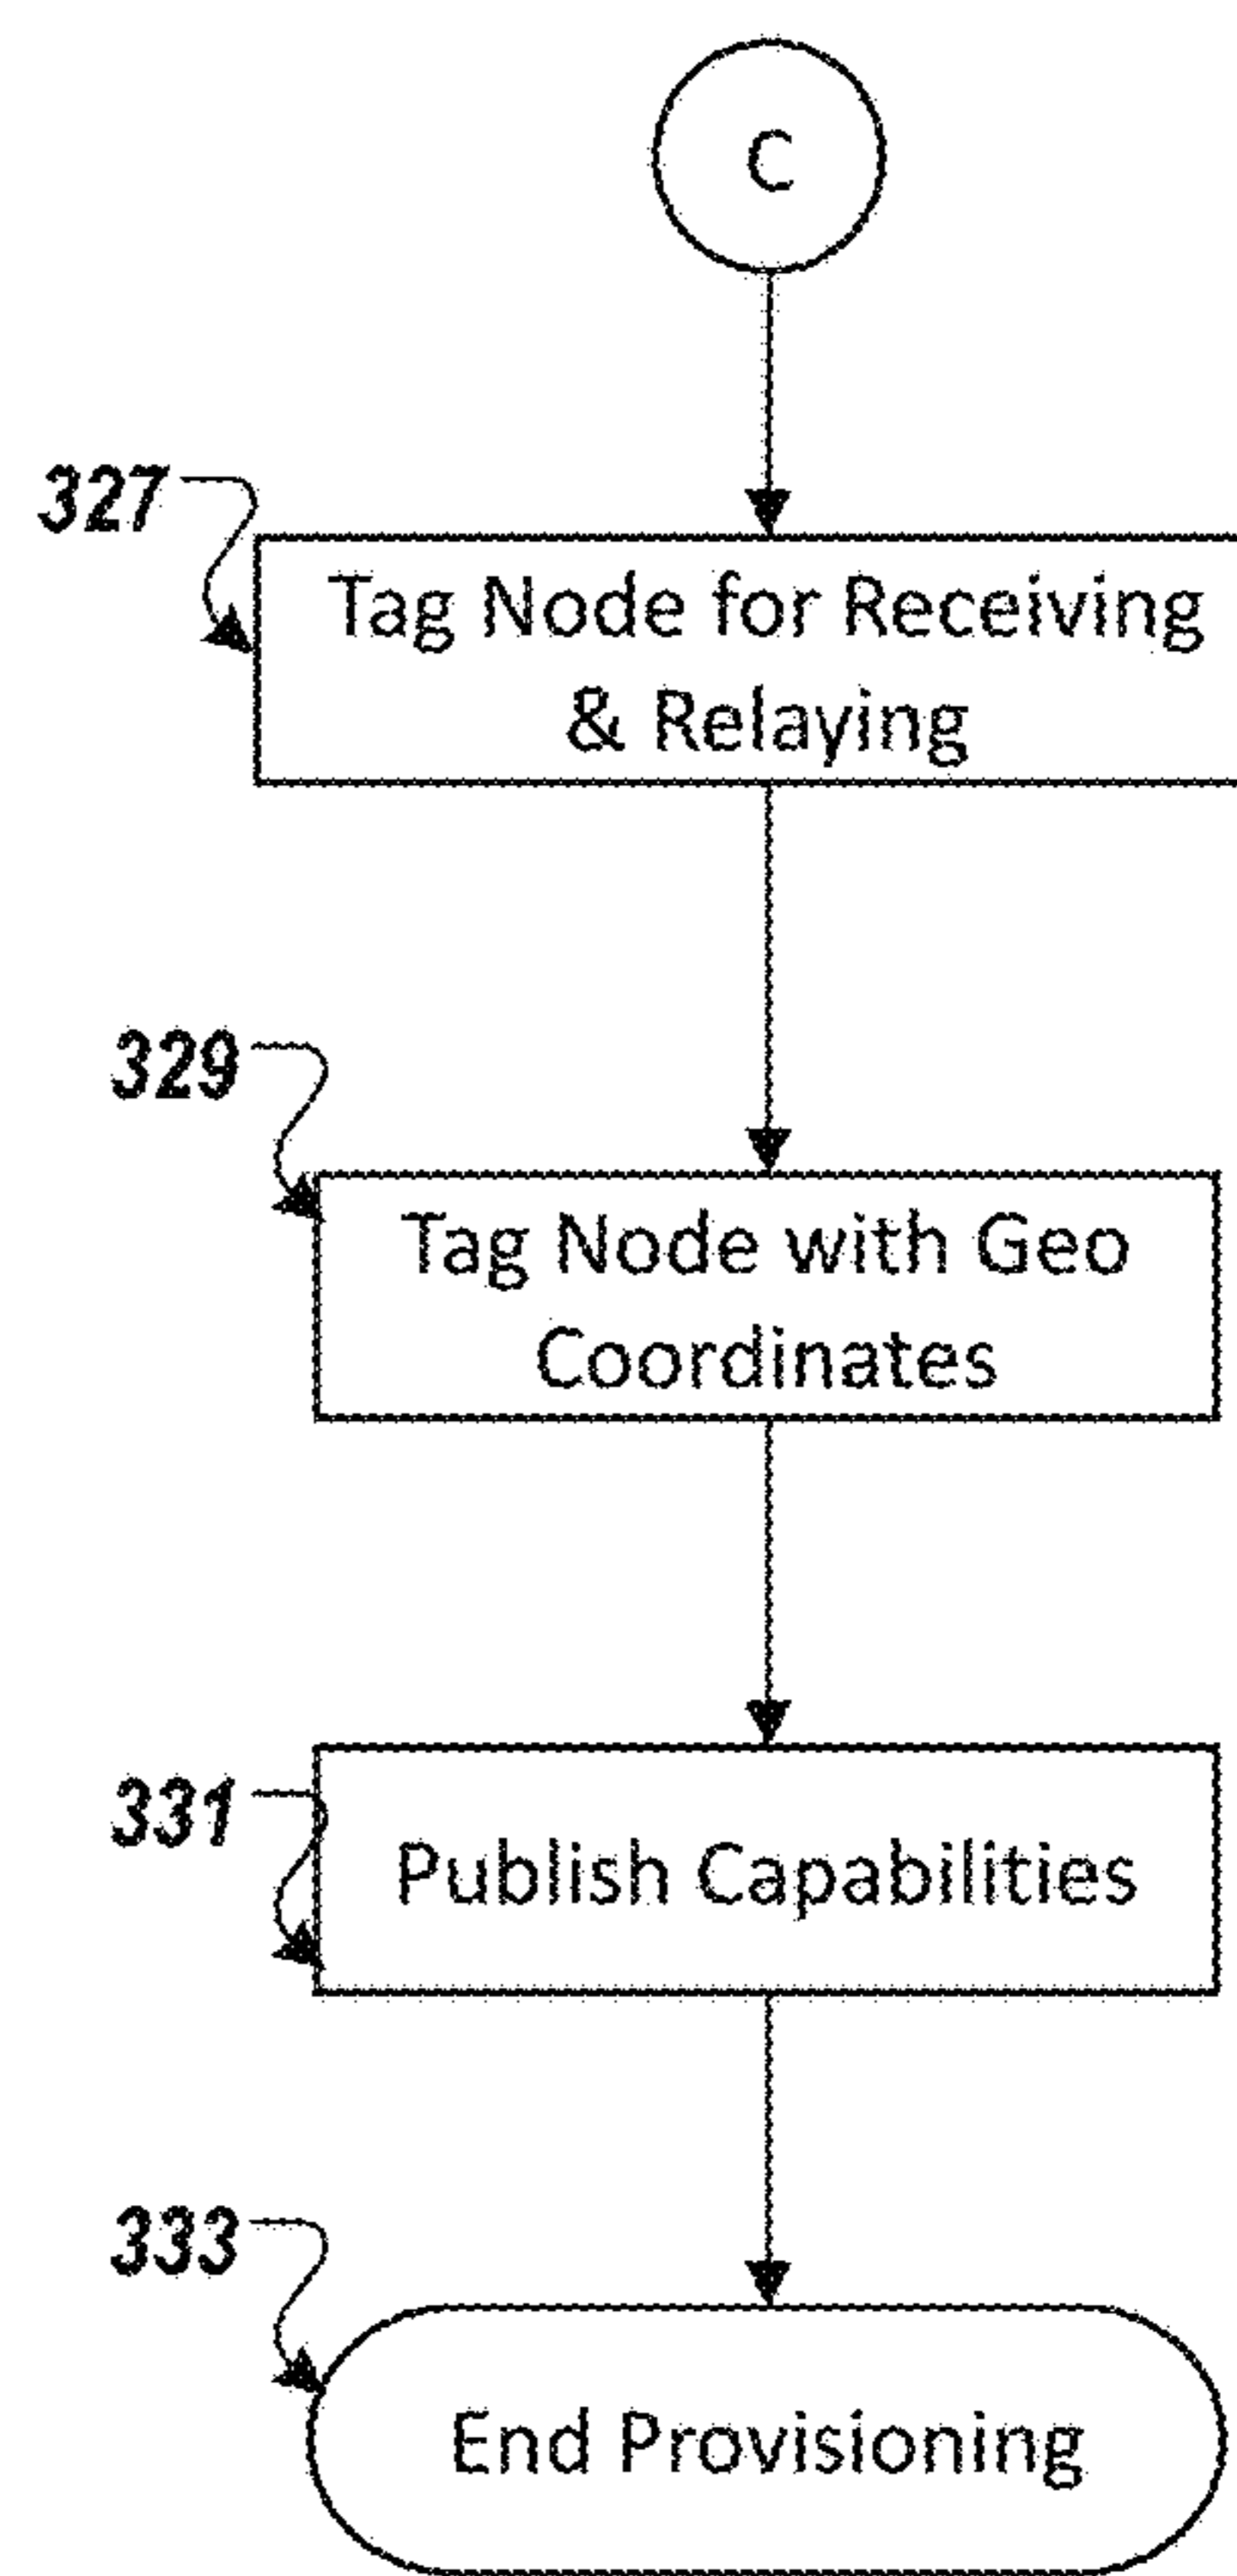 C
327
Tag Node for Receiving
& Relaying
329
Tag Node with Geo
Coordinates
331
Publish Capabilities
333
End Provisioning